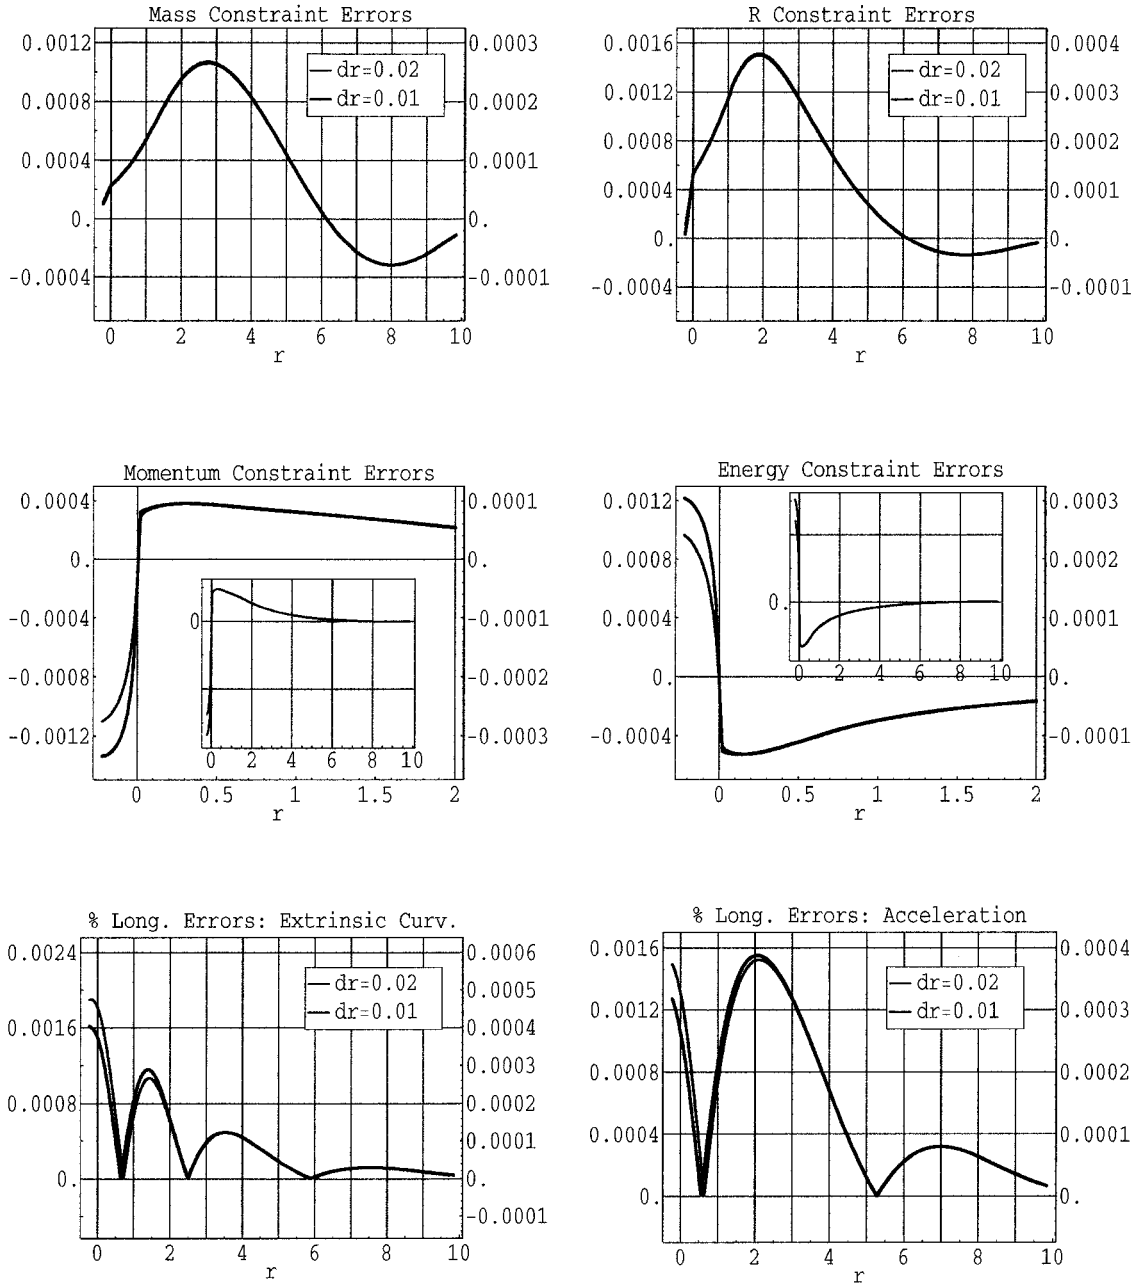 Mass Constraint Errors
0.0012
0.0008
0.0004
0.
-0.0004
0.0003
0.0002
0.0001
0.
-0.0001
dr=0.02
dr=0.01
0 2 4 6 8 10
r
R Constraint Errors
0.0016
0.0012
0.0008
0.0004
0.
-0.0004
0.0004
0.0003
0.0002
0.0001
0.
-0.0001
dr=0.02
dr=0.01
0 2 4 6 8 10
r
Momentum Constraint Errors
0.0004
0.
-0.0004
-0.0008
-0.0012
0.0001
0.
-0.0001
-0.0002
-0.0003
0
0 2 4 6 8 10
0 0.5 1 1.5 2
r
Energy Constraint Errors
0.0012
0.0008
0.0004
0.
-0.0004
0.0003
0.0002
0.0001
0.
-0.0001
0.
0 2 4 6 8 10
0 0.5 1 1.5 2
r
% Long. Errors: Extrinsic Curv.
0.0024
0.0016
0.0008
0.
0.0006
0.0005
0.0004
0.0003
0.0002
0.0001
0.
-0.0001
dr=0.02
dr=0.01
0 2 4 6 8 10
r
% Long. Errors: Acceleration
0.0016
0.0012
0.0008
0.0004
0.
0.0004
0.0003
0.0002
0.0001
0.
dr=0.02
dr=0.01
0 2 4 6 8 10
r